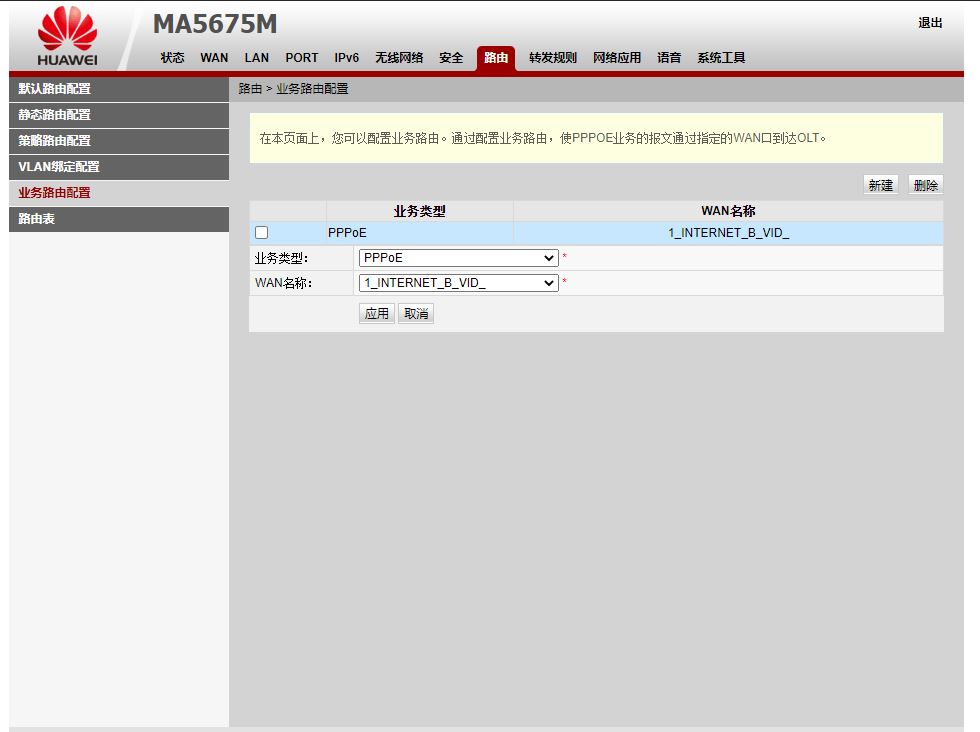 HUAWEI
MA5675M
退出
状态 WAN LAN PORT IPv6 无线网络 安全 路由 转发规则 网络应用 语音 系统工具
默认路由配置
静态路由配置
策略路由配置
VLAN绑定配置
业务路由配置
路由表
路由 > 业务路由配置
在本页面上，您可以配置业务路由。通过配置业务路由，使PPPOE业务的报文通过指定的WAN口到达OLT。
新建 删除
业务类型 WAN名称
PPPoE 1_INTERNET_B_VID_
业务类型: PPPoE *
WAN名称: 1_INTERNET_B_VID_ *
应用 取消